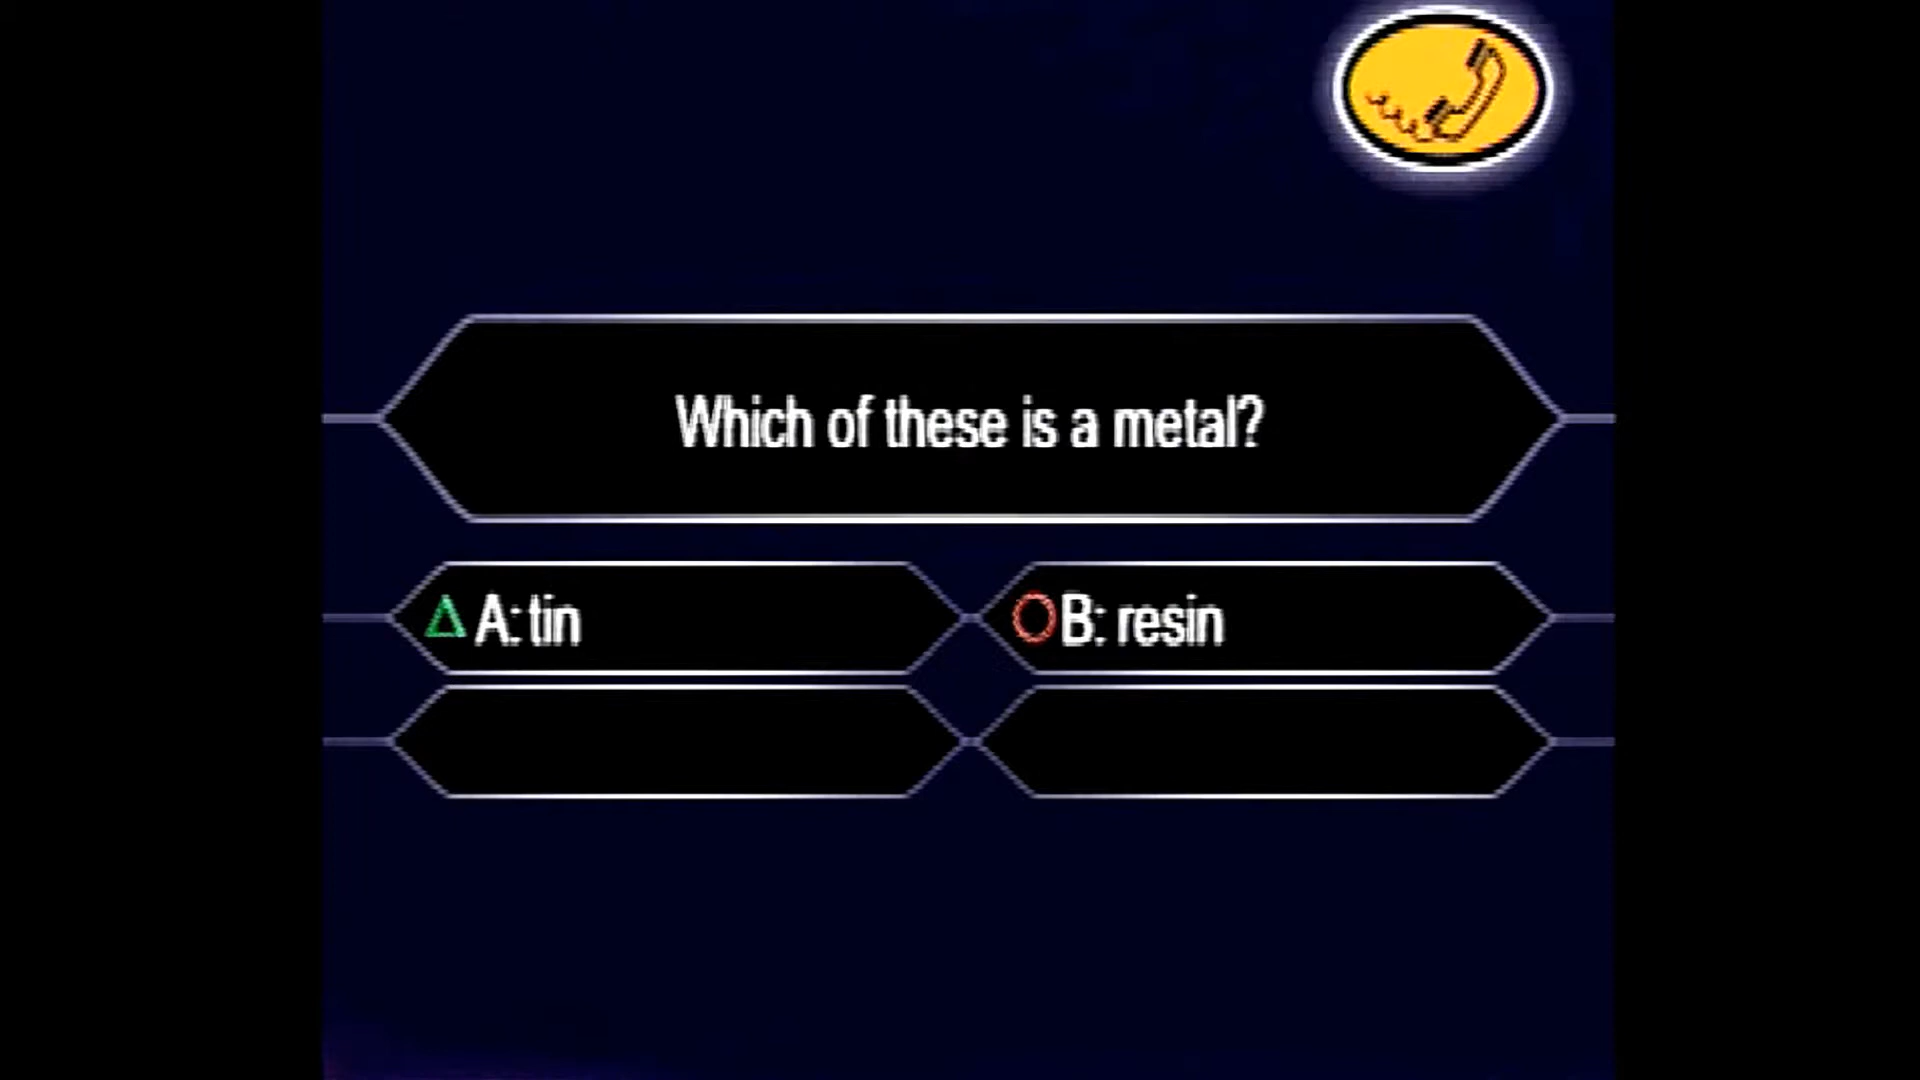 Which of these is a metal?
A: tin
B: resin